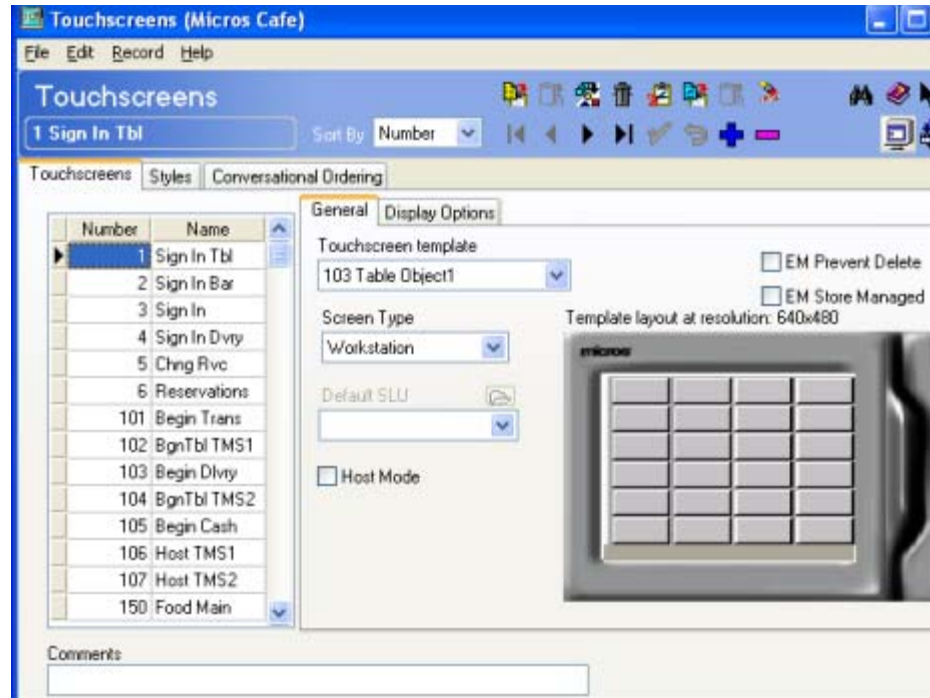 Touchscreens (Micros Cafe)
File Edit Record Help
Touchscreens
1 Sign In Tbl
Sort By Number
Touchscreens Styles Conversational Ordering
General Display Options
Number Name
1 Sign In Tbl
2 Sign In Bar
3 Sign In
4 Sign In Dvry
5 Chng Rvc
6 Reservations
101 Begin Trans
102 BgnTbl TMS1
103 Begin Dlvry
104 BgnTbl TMS2
105 Begin Cash
106 Host TMS1
107 Host TMS2
150 Food Main
Touchscreen template
103 Table Object1
EM Prevent Delete
EM Store Managed
Screen Type
Workstation
Template layout at resolution: 640x480
micros
Default SLU
Host Mode
Comments